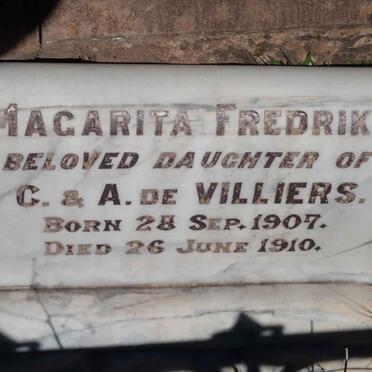 MAGARITA FREDRIK
BELOVED DAUGHTER OF
C. & A. DE VILLIERS.
BORN 28 SEP. 1907.
DIED 26 JUNE 1910.